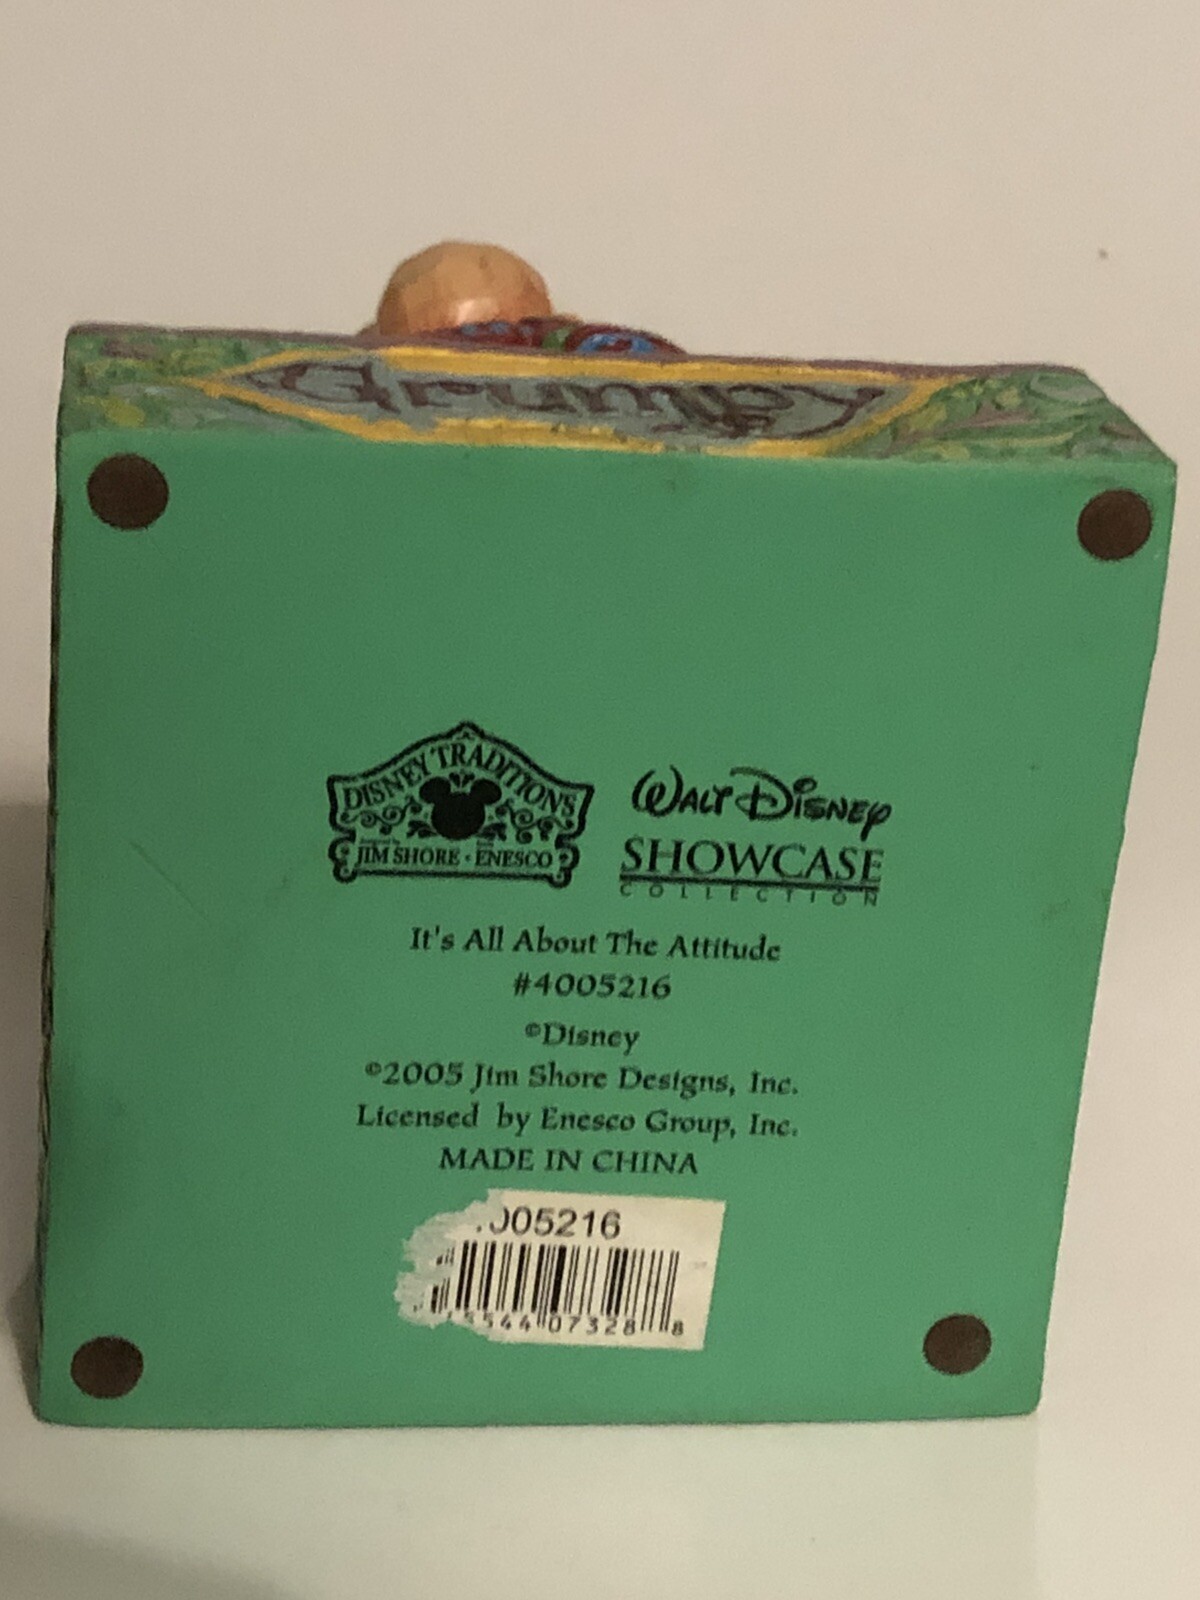 Grumpy
DISNEY TRADITIONS
JIM SHORE • ENESCO
WALT DISNEY
SHOWCASE
COLLECTION
It's All About The Attitude
#4005216
©Disney
©2005 Jim Shore Designs, Inc.
Licensed by Enesco Group, Inc.
MADE IN CHINA
005216
5544 07328 8